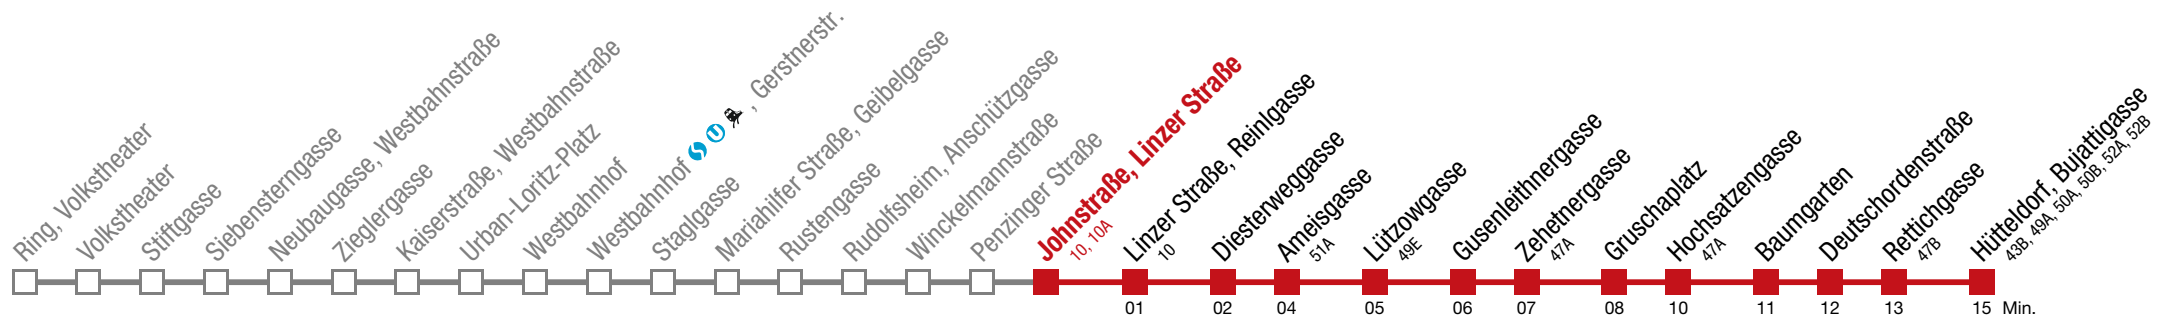 Ring, Volkstheater
Volkstheater
Stiftgasse
Siebensterngasse
Neubaugasse, Westbahnstraße
Zieglergasse
Kaiserstraße, Westbahnstraße
Urban-Loritz-Platz
Westbahnhof
Westbahnhof S U , Gerstnerstr.
Staglgasse
Mariahilfer Straße, Geibelgasse
Rustengasse
Rudolfsheim, Anschützgasse
Winckelmannstraße
Penzinger Straße
Johnstraße, Linzer Straße
10, 10A
Linzer Straße, Reinlgasse
10
Diesterweggasse
Ameisgasse
51A
Lützowgasse
49E
Gusenleithnergasse
Zehetnergasse
47A
Gruschaplatz
Hochsatzengasse
47A
Baumgarten
Deutschordenstraße
Rettichgasse
47B
Hütteldorf, Bujattigasse
43B, 49A, 50A, 50B, 52A, 52B
01 02 04 05 06 07 08 10 11 12 13 15 Min.